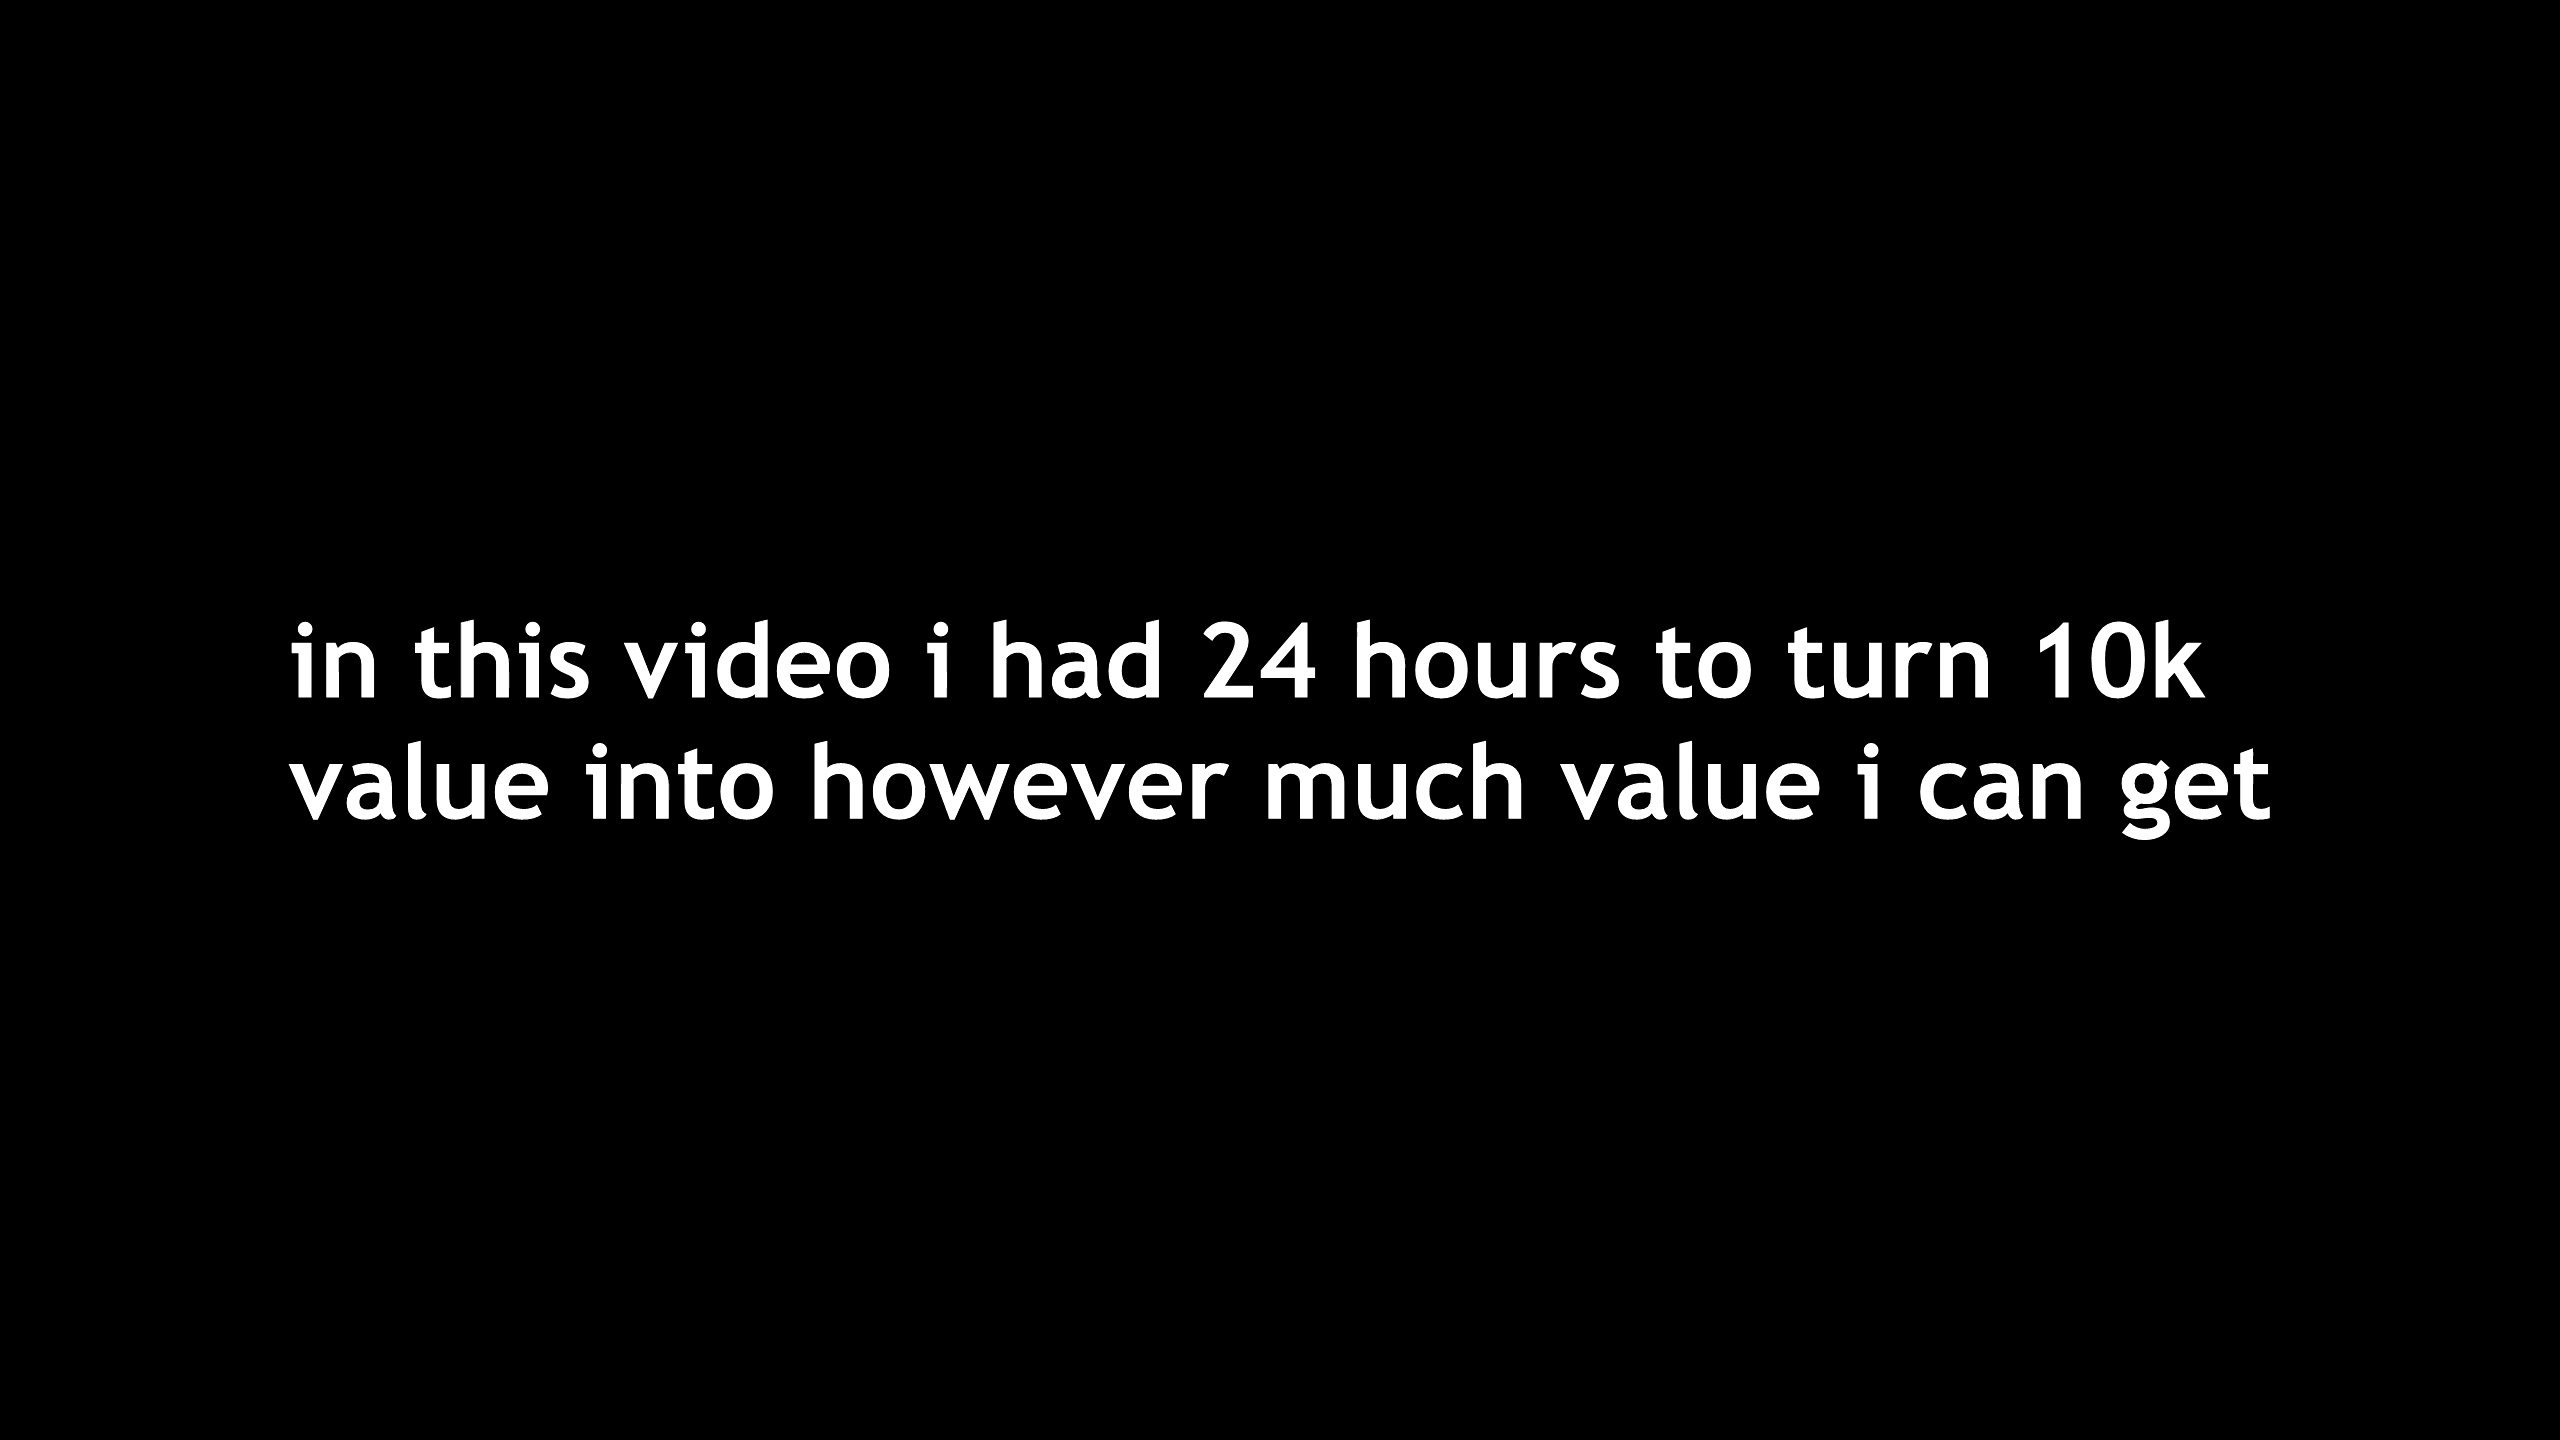 in this video i had 24 hours to turn 10k
value into however much value i can get